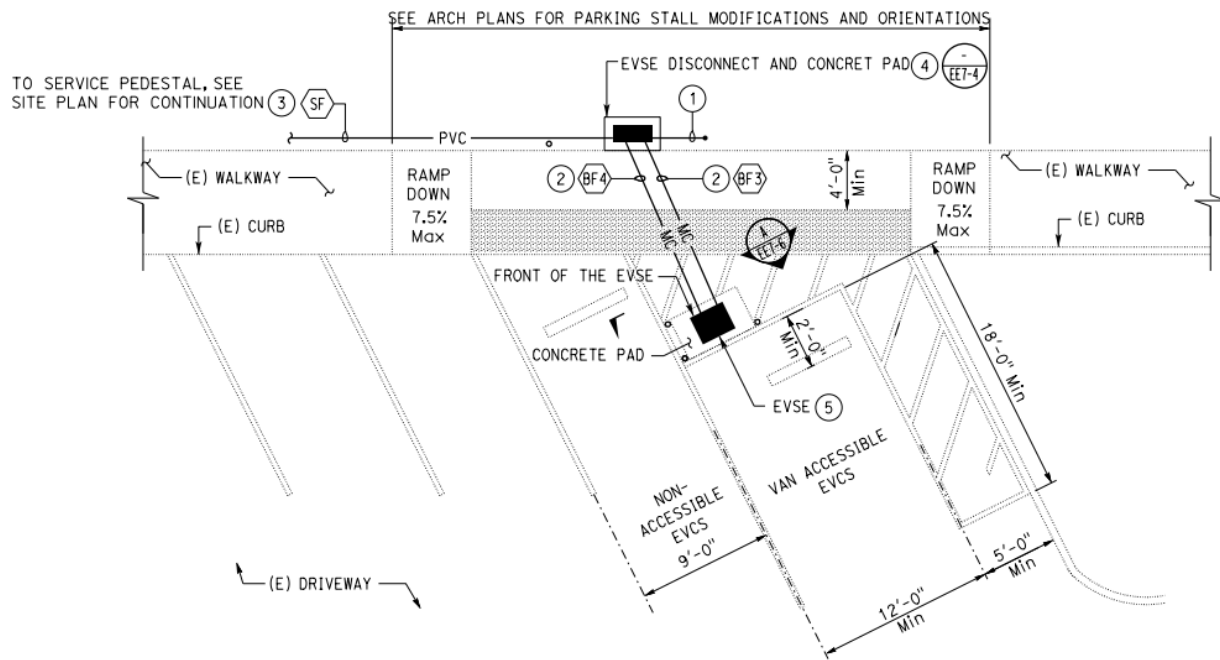 SEE ARCH PLANS FOR PARKING STALL MODIFICATIONS AND ORIENTATIONS
EVSE DISCONNECT AND CONCRET PAD 4
-
EE7-4
TO SERVICE PEDESTAL, SEE
SITE PLAN FOR CONTINUATION 3 SF
1
PVC
(E) WALKWAY
RAMP
DOWN
7.5%
Max
2 BF4
2 BF3
4'-0"
Min
RAMP
DOWN
7.5%
Max
(E) WALKWAY
(E) CURB
(E) CURB
MC
MC
A
EE7-6
FRONT OF THE EVSE
CONCRETE PAD
2'-0"
Min
18'-0" Min
EVSE 5
NON-
ACCESSIBLE
EVCS
VAN ACCESSIBLE
EVCS
9'-0"
5'-0"
Min
12'-0"
Min
(E) DRIVEWAY